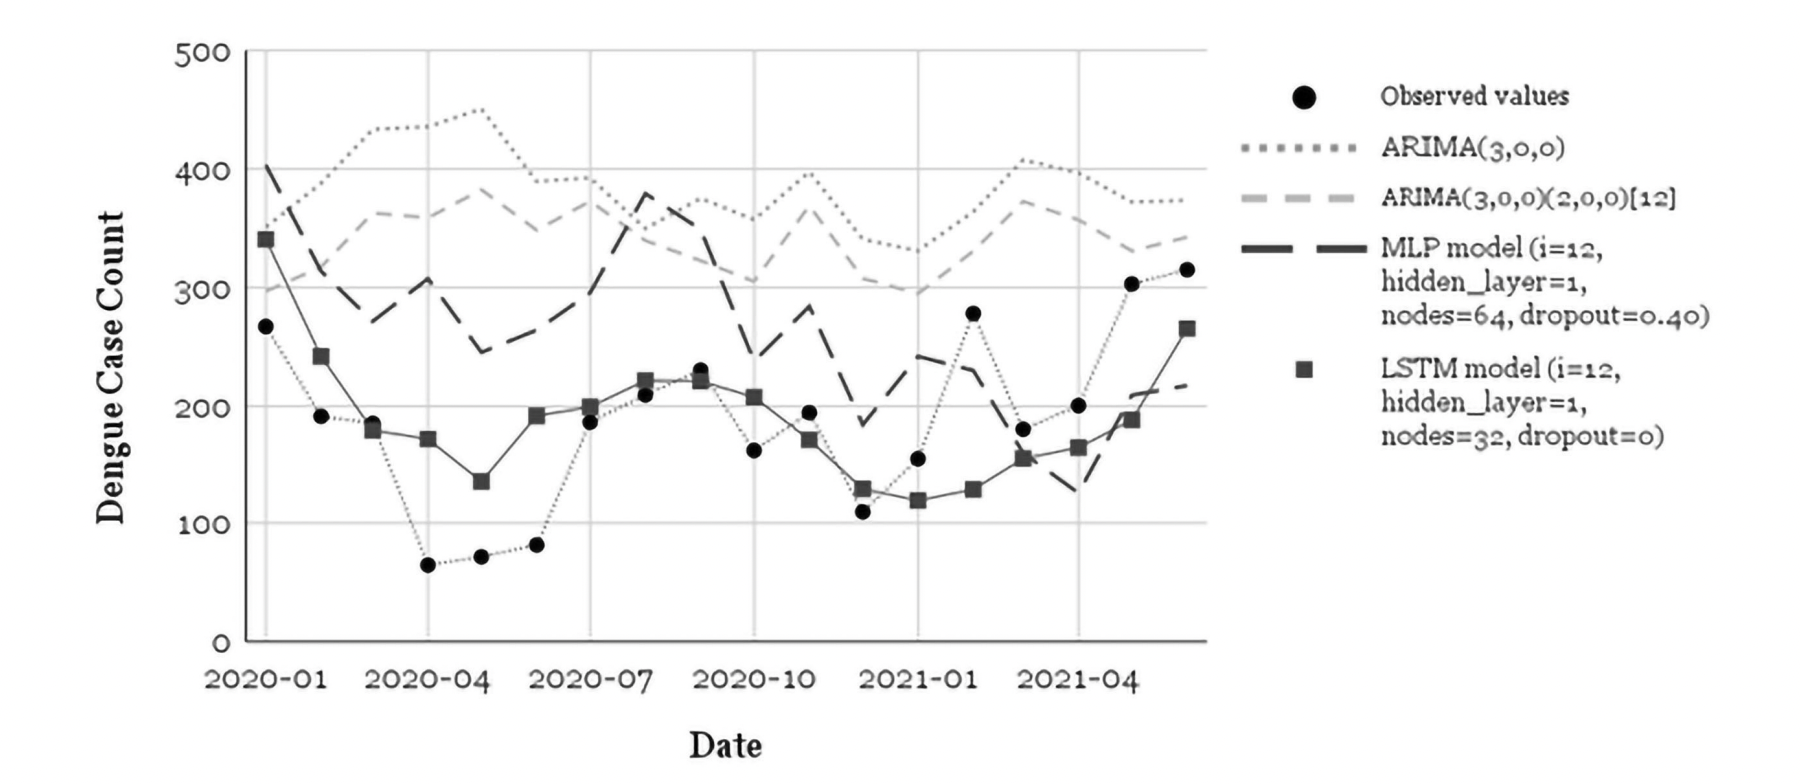 500
400
300
200
100
0
2020-01 2020-04 2020-07 2020-10 2021-01 2021-04
Dengue Case Count
Date
Observed values
ARIMA(3,0,0)
ARIMA(3,0,0)(2,0,0)[12]
MLP model (i=12,
hidden_layer=1,
nodes=64, dropout=0.40)
LSTM model (i=12,
hidden_layer=1,
nodes=32, dropout=0)